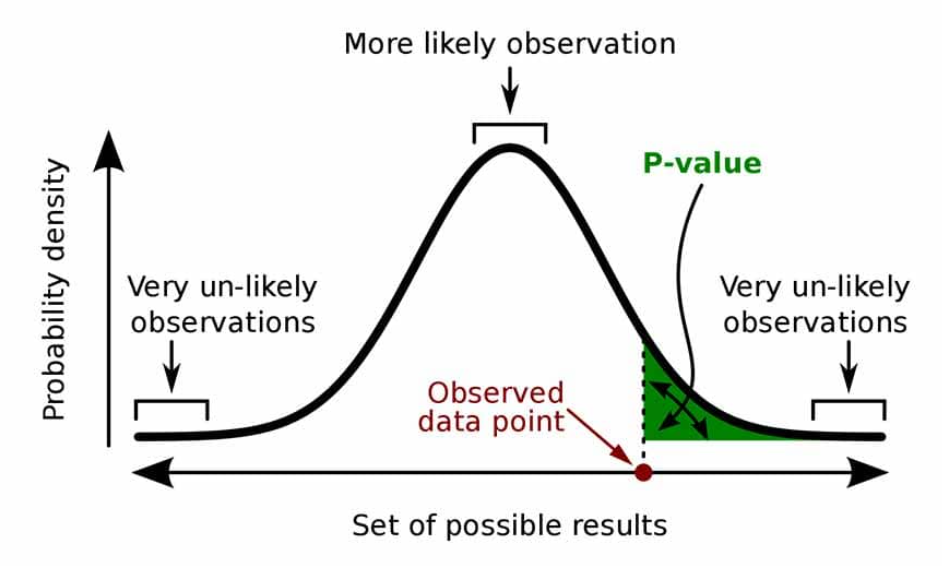 More likely observation
P-value
Probability density
Very un-likely
observations
Very un-likely
observations
Observed
data point
Set of possible results